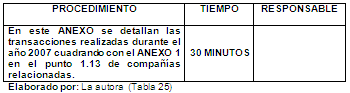 PROCEDIMIENTO TIEMPO RESPONSABLE
En este ANEXO se detallan las
transacciones realizadas durante el
año 2007 cuadrando con el ANEXO 1
en el punto 1.13 de compañías
relacionadas.
30 MINUTOS
Elaborado por: La autora (Tabla 25)